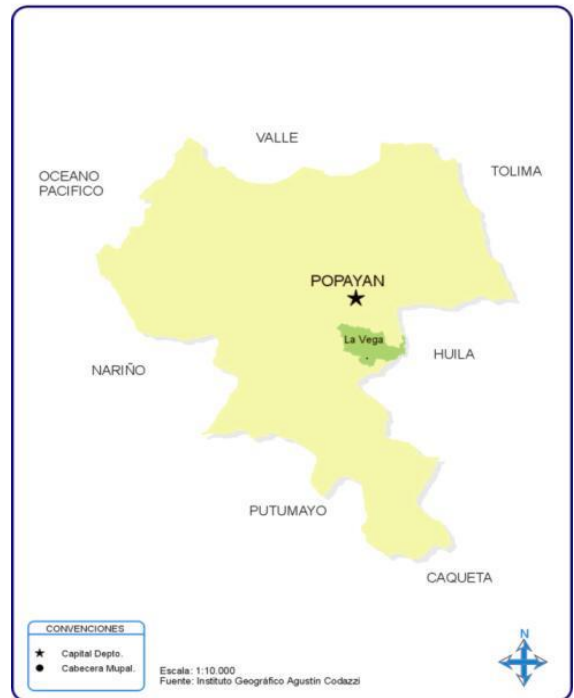 VALLE
TOLIMA
OCEANO
PACIFICO
POPAYAN
La Vega
HUILA
NARIÑO
PUTUMAYO
CAQUETA
CONVENCIONES
Capital Depto.
Cabecera Mupal.
Escala: 1:10.000
Fuente: Instituto Geográfico Agustín Codazzi
N